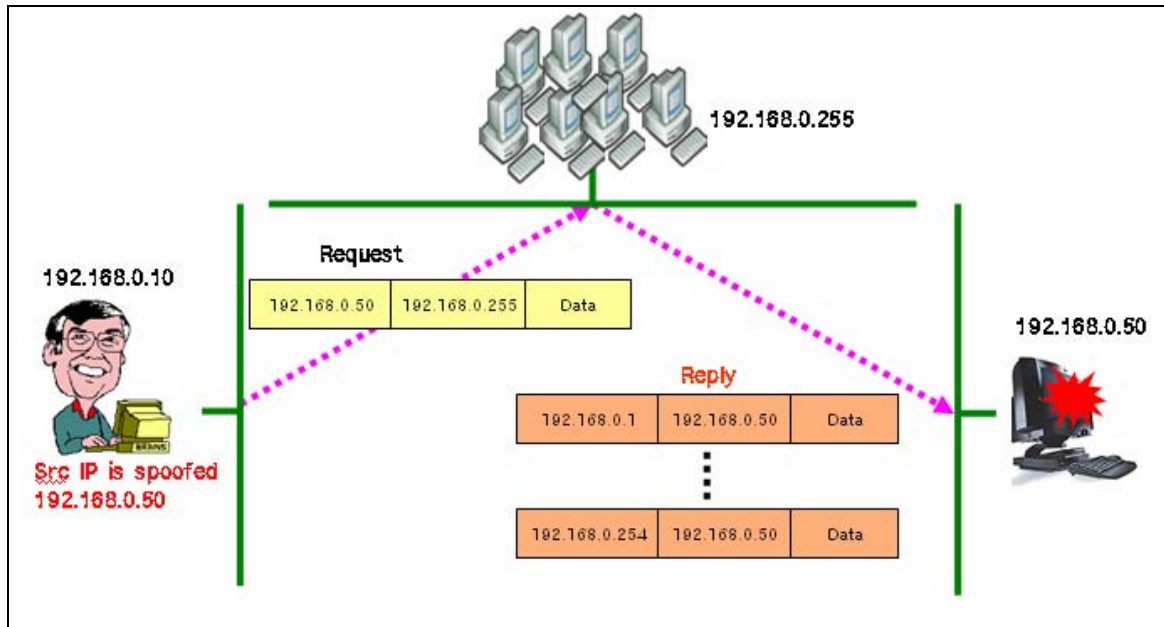 192.168.0.255
192.168.0.10
Request
192.168.0.50 192.168.0.255 Data
192.168.0.50
Reply
192.168.0.1 192.168.0.50 Data
192.168.0.254 192.168.0.50 Data
Src IP is spoofed
192.168.0.50